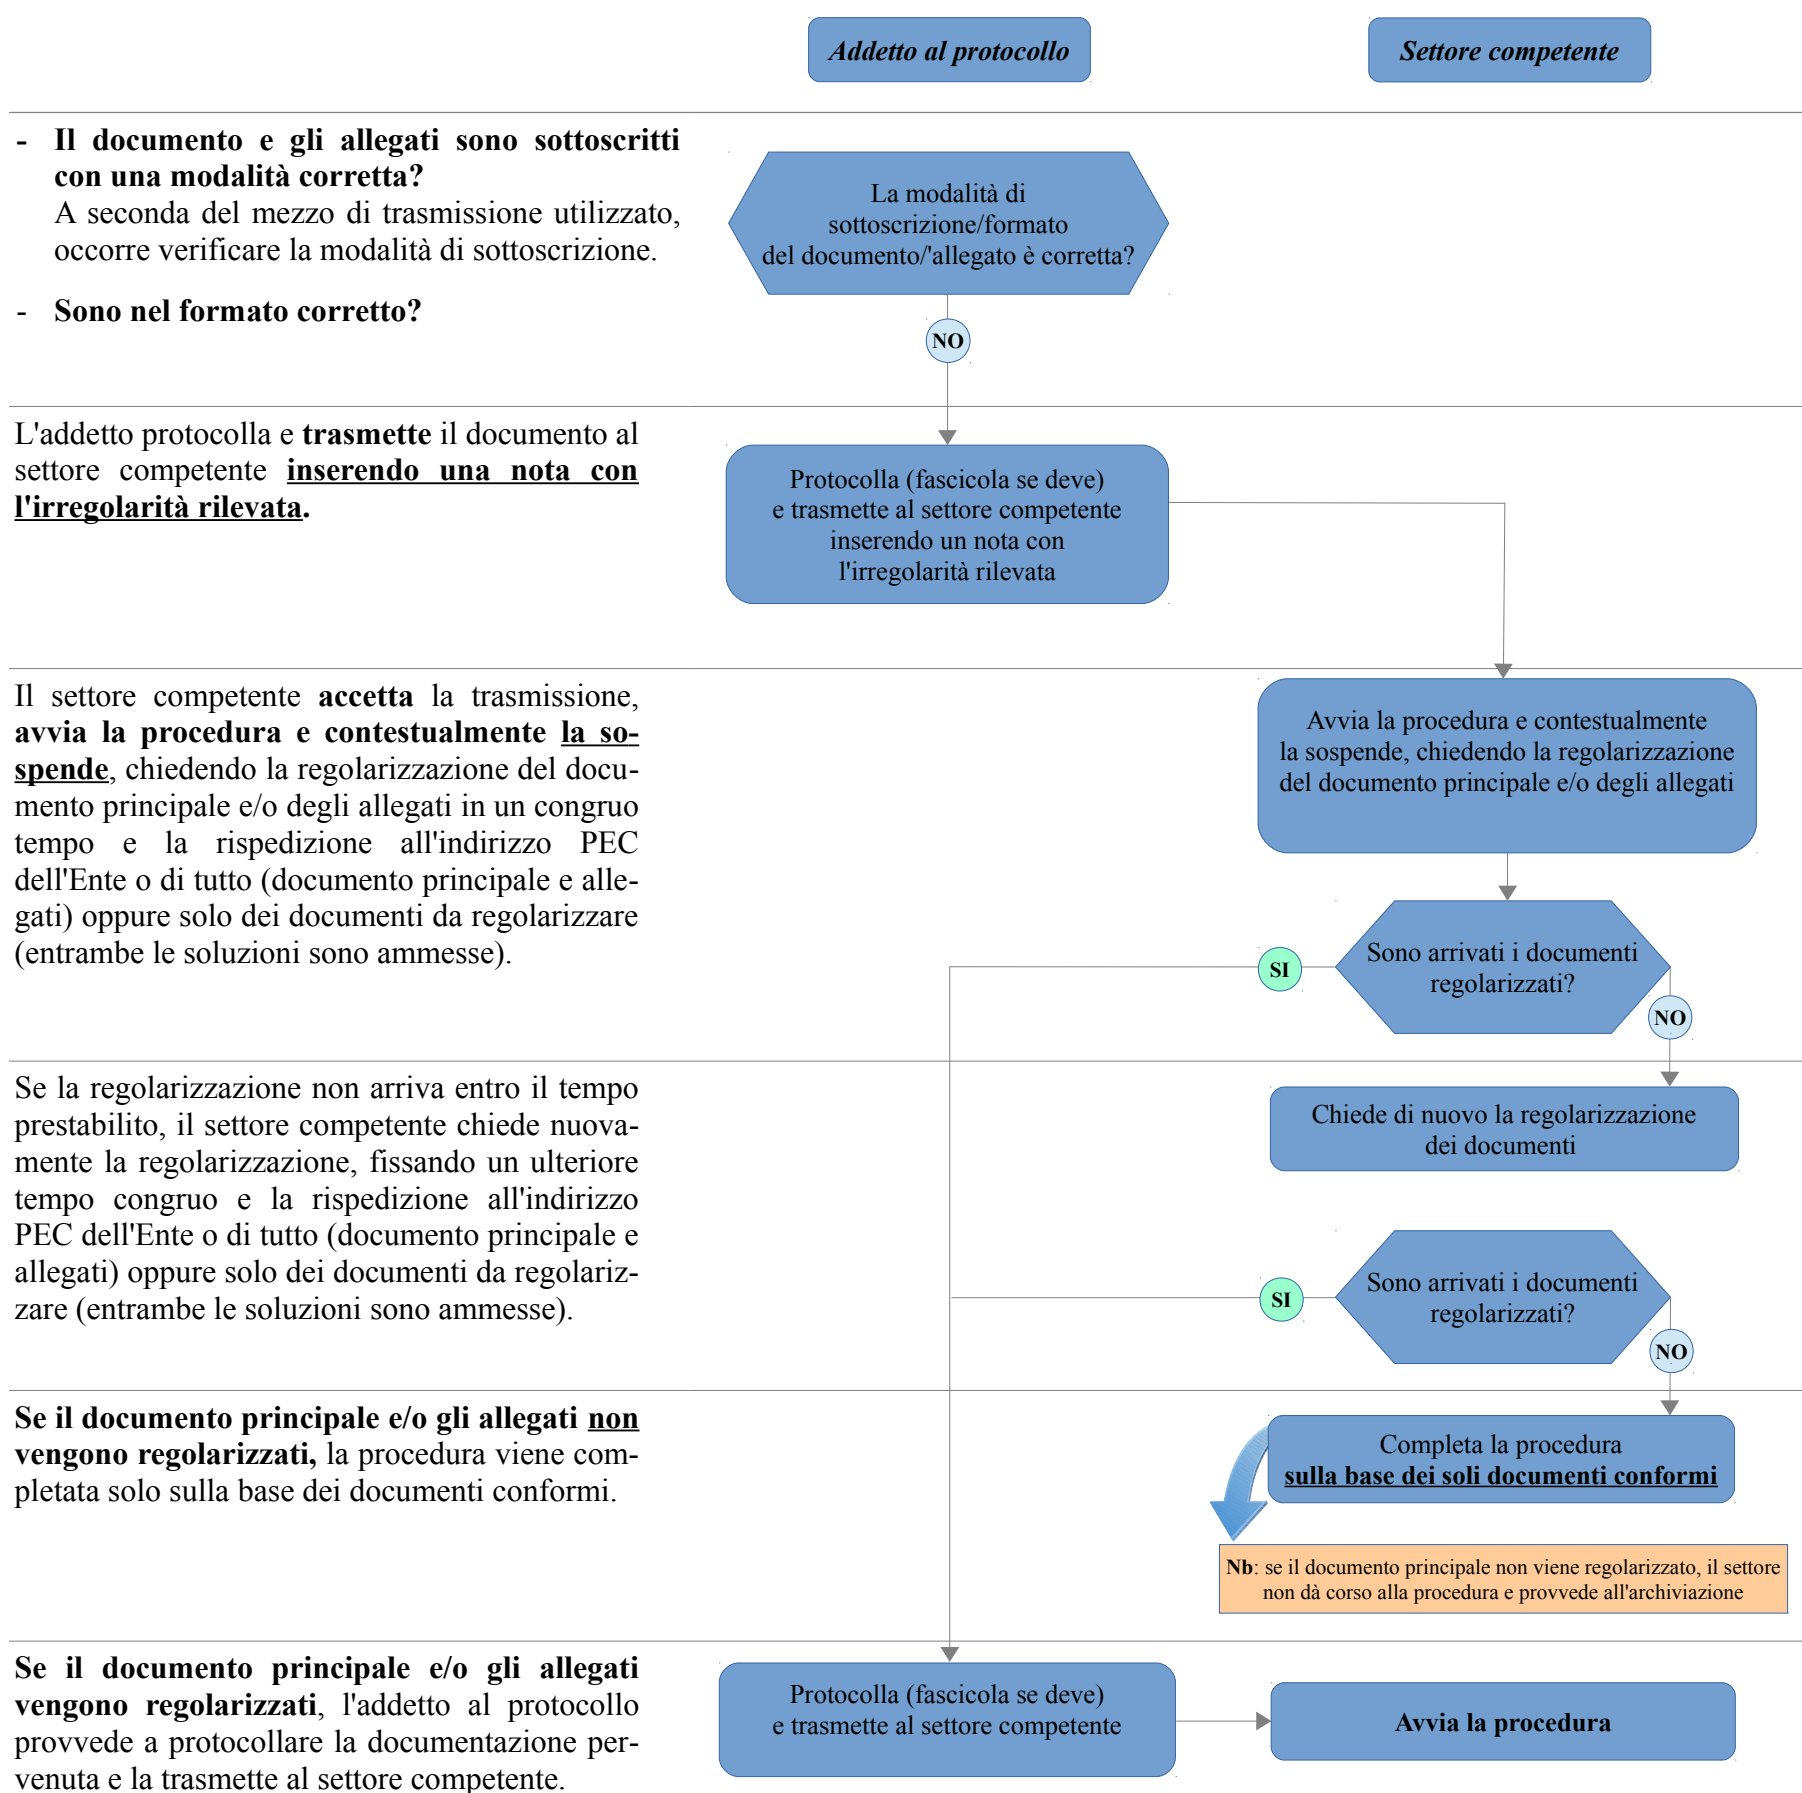 Addetto al protocollo
Settore competente
- Il documento e gli allegati sono sottoscritti
con una modalità corretta?
A seconda del mezzo di trasmissione utilizzato,
occorre verificare la modalità di sottoscrizione.
- Sono nel formato corretto?
La modalità di
sottoscrizione/formato
del documento/'allegato è corretta?
NO
L'addetto protocolla e trasmette il documento al
settore competente inserendo una nota con
l'irregolarità rilevata.
Protocolla (fascicola se deve)
e trasmette al settore competente
inserendo un nota con
l'irregolarità rilevata
Il settore competente accetta la trasmissione,
avvia la procedura e contestualmente la so-
spende, chiedendo la regolarizzazione del docu-
mento principale e/o degli allegati in un congruo
tempo e la rispedizione all'indirizzo PEC
dell'Ente o di tutto (documento principale e alle-
gati) oppure solo dei documenti da regolarizzare
(entrambe le soluzioni sono ammesse).
Avvia la procedura e contestualmente
la sospende, chiedendo la regolarizzazione
del documento principale e/o degli allegati
Sono arrivati i documenti
regolarizzati?
SI
NO
Se la regolarizzazione non arriva entro il tempo
prestabilito, il settore competente chiede nuova-
mente la regolarizzazione, fissando un ulteriore
tempo congruo e la rispedizione all'indirizzo
PEC dell'Ente o di tutto (documento principale e
allegati) oppure solo dei documenti da regolariz-
zare (entrambe le soluzioni sono ammesse).
Chiede di nuovo la regolarizzazione
dei documenti
Sono arrivati i documenti
regolarizzati?
SI
NO
Se il documento principale e/o gli allegati non
vengono regolarizzati, la procedura viene com-
pletata solo sulla base dei documenti conformi.
Completa la procedura
sulla base dei soli documenti conformi
Nb: se il documento principale non viene regolarizzato, il settore
non dà corso alla procedura e provvede all'archiviazione
Se il documento principale e/o gli allegati
vengono regolarizzati, l'addetto al protocollo
provvede a protocollare la documentazione per-
venuta e la trasmette al settore competente.
Protocolla (fascicola se deve)
e trasmette al settore competente
Avvia la procedura